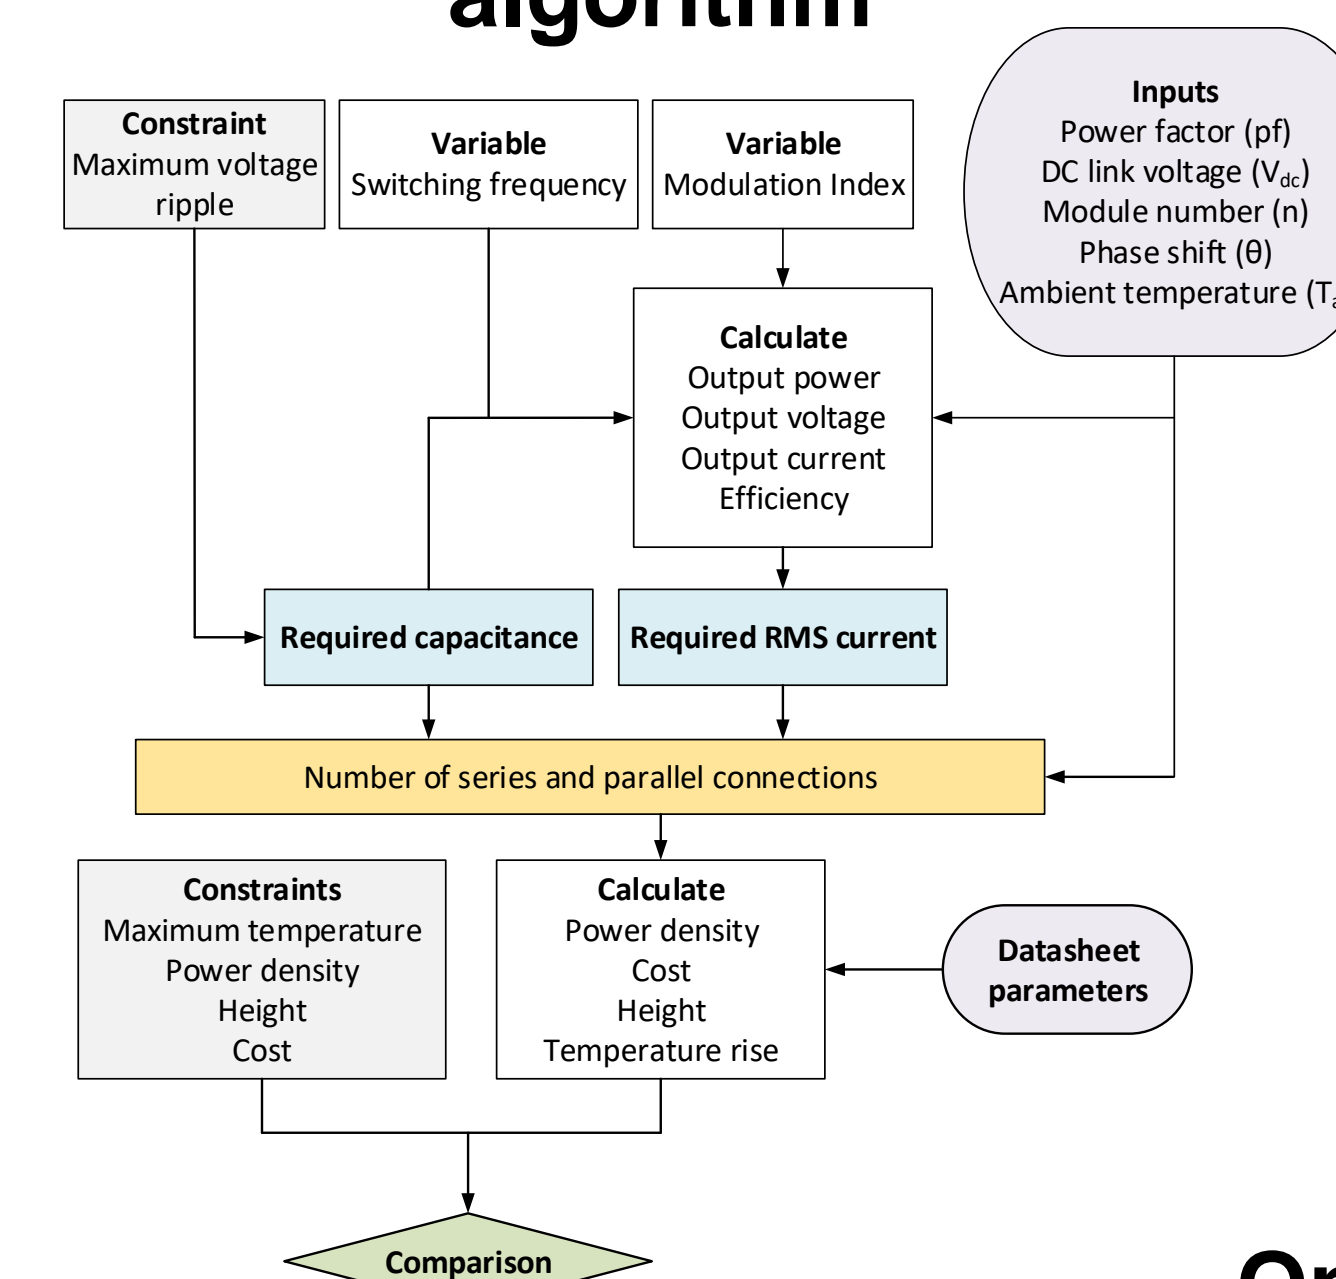 algorithm
Constraint
Maximum voltage
ripple
Variable
Switching frequency
Variable
Modulation Index
Inputs
Power factor (pf)
DC link voltage (Vdc)
Module number (n)
Phase shift (θ)
Ambient temperature (Ta
Calculate
Output power
Output voltage
Output current
Efficiency
Required capacitance
Required RMS current
Number of series and parallel connections
Constraints
Maximum temperature
Power density
Height
Cost
Calculate
Power density
Cost
Height
Temperature rise
Datasheet
parameters
Comparison